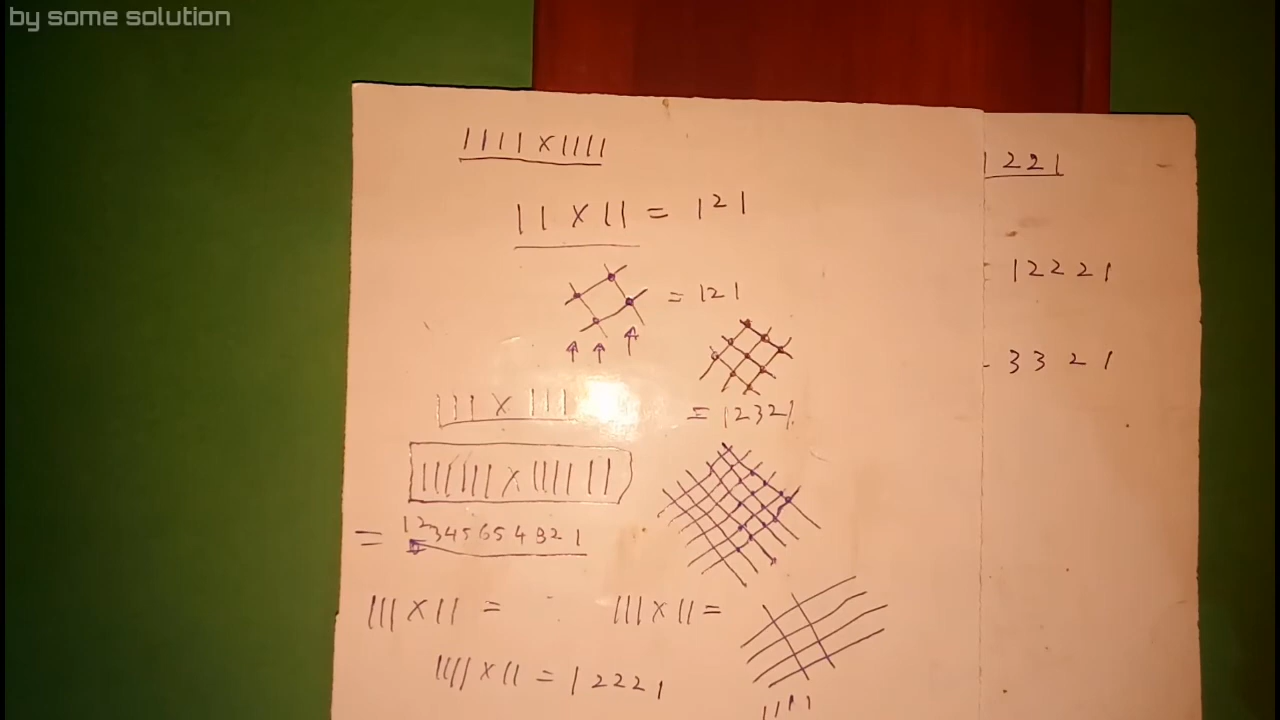 by some solution
1111 x 1111
11 x 11 = 121
= 121
111 x 111
= 12321
111111 x 111111
= 12345654321
111 x 11 =
111 x 11 =
1111 x 11 = 12221
1111
1221
12221
3321